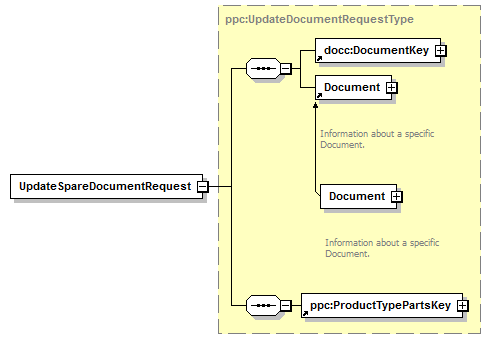 ppc:UpdateDocumentRequestType
docc:DocumentKey
Document
Information about a specific
Document.
UpdateSpareDocumentRequest
Document
Information about a specific
Document.
ppc:ProductTypePartsKey